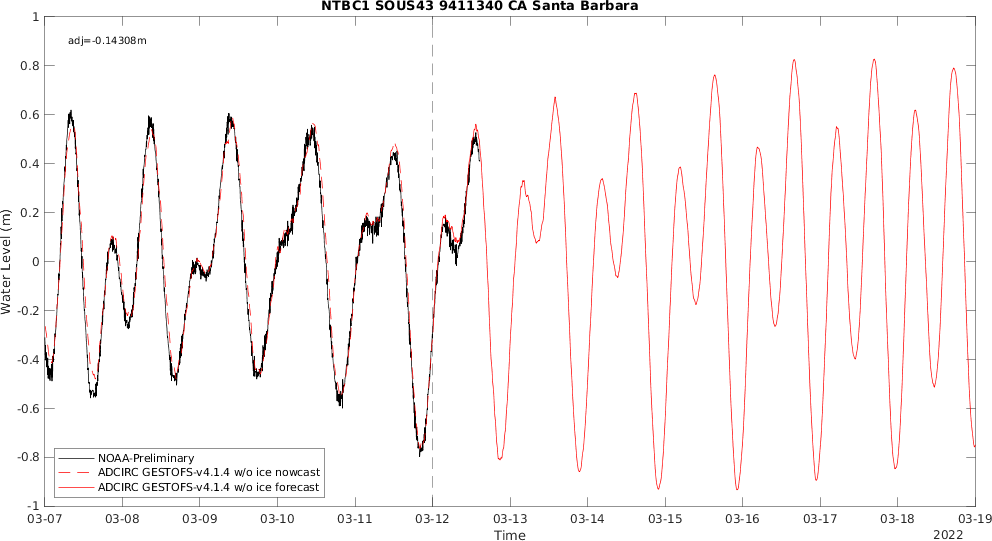 NTBC1 SOUS43 9411340 CA Santa Barbara
1
adj=-0.14308m
0.8
0.6
0.4
0.2
0
-0.2
-0.4
-0.6
-0.8
-1
Water Level (m)
NOAA-Preliminary
ADCIRC GESTOFS-v4.1.4 w/o ice nowcast
ADCIRC GESTOFS-v4.1.4 w/o ice forecast
03-07 03-08 03-09 03-10 03-11 03-12 03-13 03-14 03-15 03-16 03-17 03-18 03-19
Time
2022